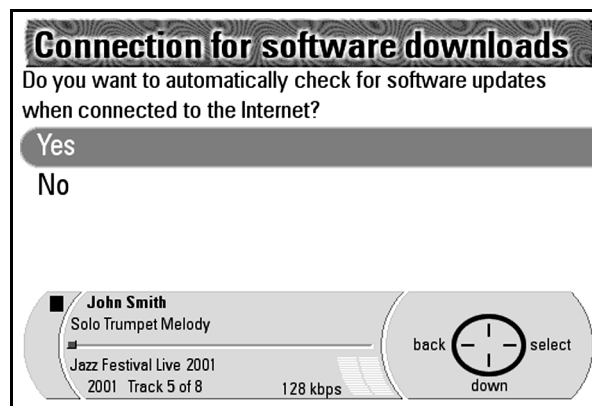 Connection for software downloads
Do you want to automatically check for software updates
when connected to the Internet?
Yes
No
John Smith
Solo Trumpet Melody
Jazz Festival Live 2001
2001 Track 5 of 8 128 kbps
back select
down